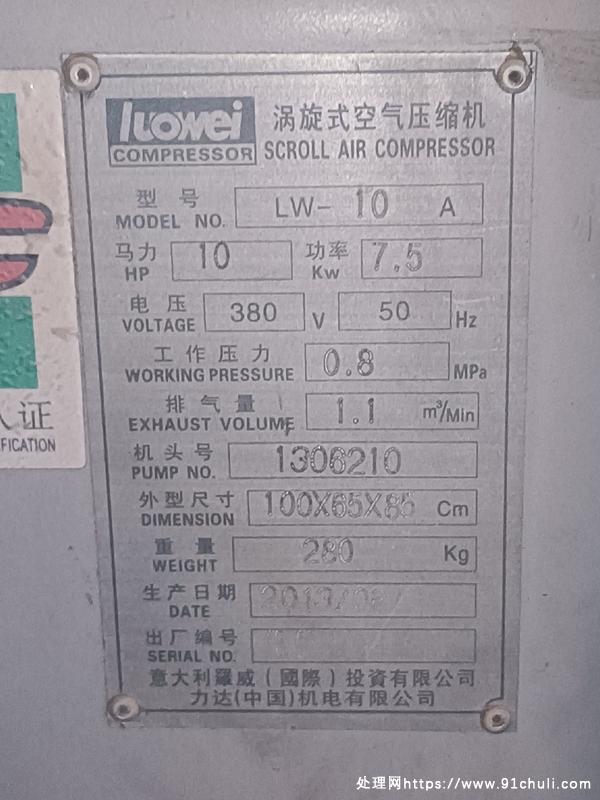 luowei
COMPRESSOR
涡旋式空气压缩机
SCROLL AIR COMPRESSOR
型号
MODEL NO. LW- 10 A
马力 功率
HP 10 Kw 7.5
电压
VOLTAGE 380 V 50 Hz
工作压力
WORKING PRESSURE 0.8 MPa
排气量
EXHAUST VOLUME 1.1 m³/Min
机头号
PUMP NO. 1306210
外型尺寸
DIMENSION 100X65X85 Cm
重量
WEIGHT 280 Kg
生产日期
DATE
出厂编号
SERIAL NO.
意大利羅威(國際)投資有限公司
力达(中国)机电有限公司
证
FICATION
处理网https://www.91chuli.com